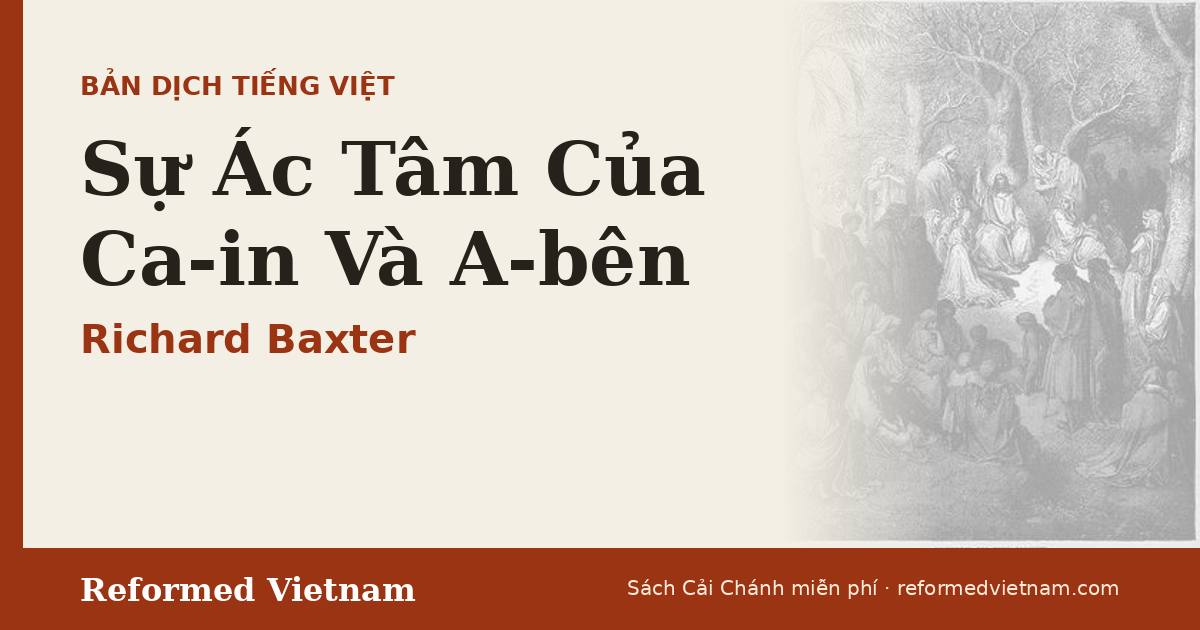 BẢN DỊCH TIẾNG VIỆT
Sự Ác Tâm Của
Ca-in Và A-bên
Richard Baxter
Reformed Vietnam
Sách Cải Chánh miễn phí · reformedvietnam.com